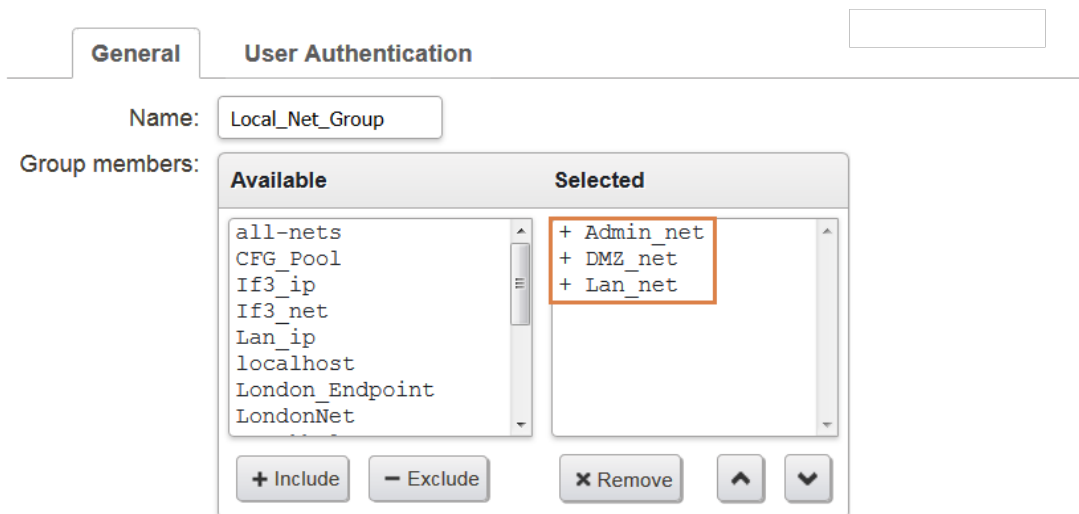 General
User Authentication
Name:
Local_Net_Group
Group members:
Available
Selected
all-nets
CFG_Pool
If3_ip
If3_net
Lan_ip
localhost
London_Endpoint
LondonNet
+ Admin_net
+ DMZ_net
+ Lan_net
+ Include
− Exclude
× Remove